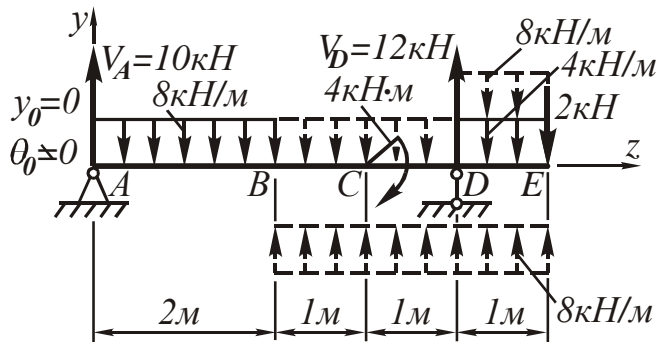 y
V_A=10кН
V_D=12кН
8кН/м
4кН/м
8кН/м
4кН·м
2кН
y_0=0
θ_0≠0
z
A B C D E
8кН/м
2м 1м 1м 1м